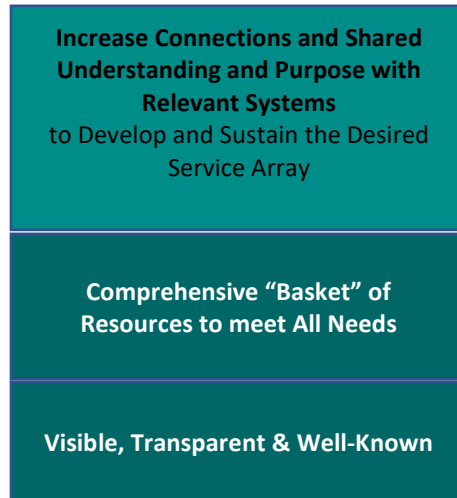 Increase Connections and Shared
Understanding and Purpose with
Relevant Systems
to Develop and Sustain the Desired
Service Array
Comprehensive “Basket” of
Resources to meet All Needs
Visible, Transparent & Well-Known